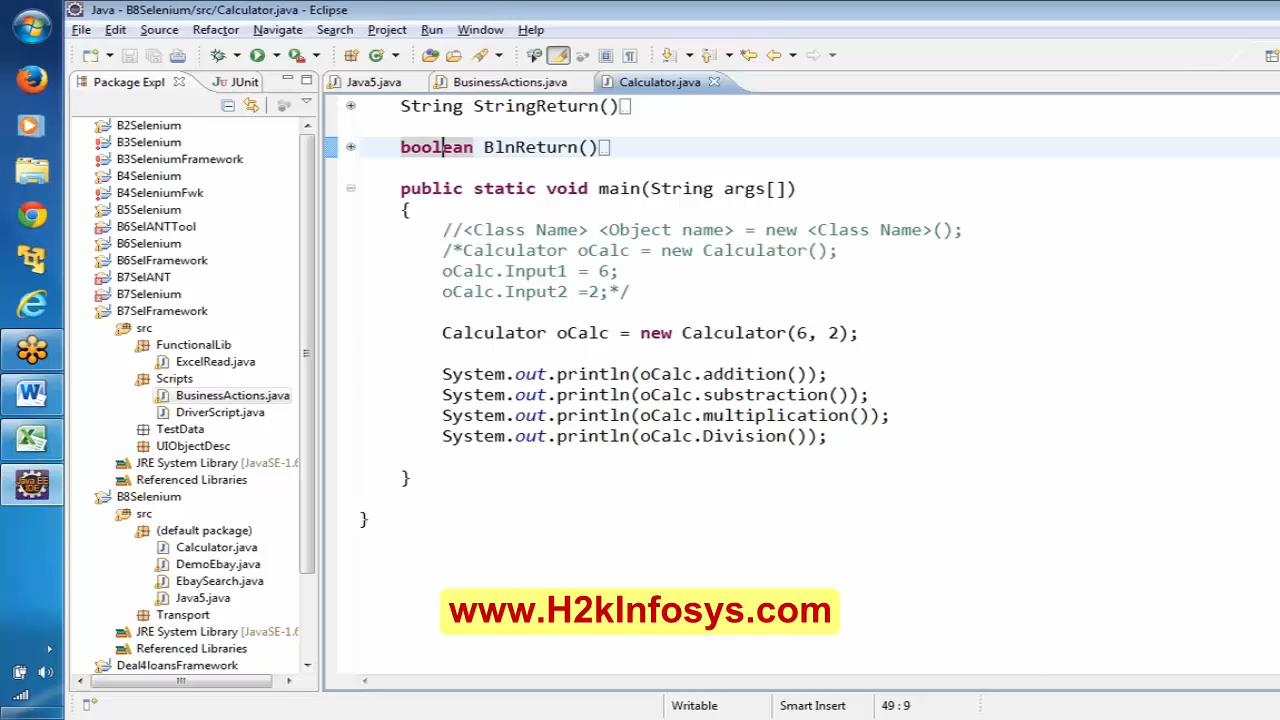 Java - B8Selenium/src/Calculator.java - Eclipse
File Edit Source Refactor Navigate Search Project Run Window Help
Package Expl JUnit
Java5.java BusinessActions.java Calculator.java
B2Selenium
B3Selenium
B3SeleniumFramework
B4Selenium
B4SeleniumFwk
B5Selenium
B6SelANTTool
B6Selenium
B6SelFramework
B7SelANT
B7Selenium
B7SelFramework
src
FunctionalLib
ExcelRead.java
Scripts
BusinessActions.java
DriverScript.java
TestData
UIObjectDesc
JRE System Library [JavaSE-1.6
Referenced Libraries
B8Selenium
src
(default package)
Calculator.java
DemoEbay.java
EbaySearch.java
Java5.java
Transport
JRE System Library [JavaSE-1.6
Referenced Libraries
Deal4loansFramework
String StringReturn()
boolean BlnReturn()
public static void main(String args[])
{
//<Class Name> <Object name> = new <Class Name>();
/*Calculator oCalc = new Calculator();
oCalc.Input1 = 6;
oCalc.Input2 =2;*/
Calculator oCalc = new Calculator(6, 2);
System.out.println(oCalc.addition());
System.out.println(oCalc.substraction());
System.out.println(oCalc.multiplication());
System.out.println(oCalc.Division());
}
}
www.H2kInfosys.com
Writable Smart Insert 49 : 9
Java EE
IDE